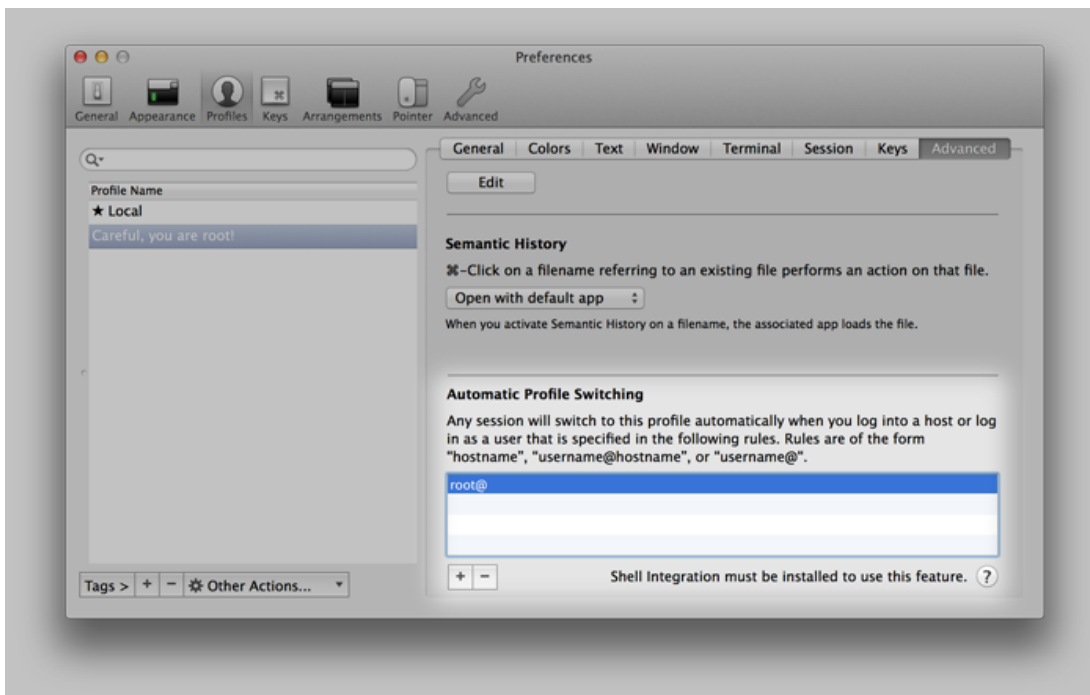 Preferences
General Appearance Profiles Keys Arrangements Pointer Advanced
General Colors Text Window Terminal Session Keys Advanced
Profile Name
★ Local
Careful, you are root!
Tags > + − Other Actions...
Edit
Semantic History
⌘-Click on a filename referring to an existing file performs an action on that file.
Open with default app
When you activate Semantic History on a filename, the associated app loads the file.
Automatic Profile Switching
Any session will switch to this profile automatically when you log into a host or log
in as a user that is specified in the following rules. Rules are of the form
"hostname", "username@hostname", or "username@".
root@
+ − Shell Integration must be installed to use this feature. ?